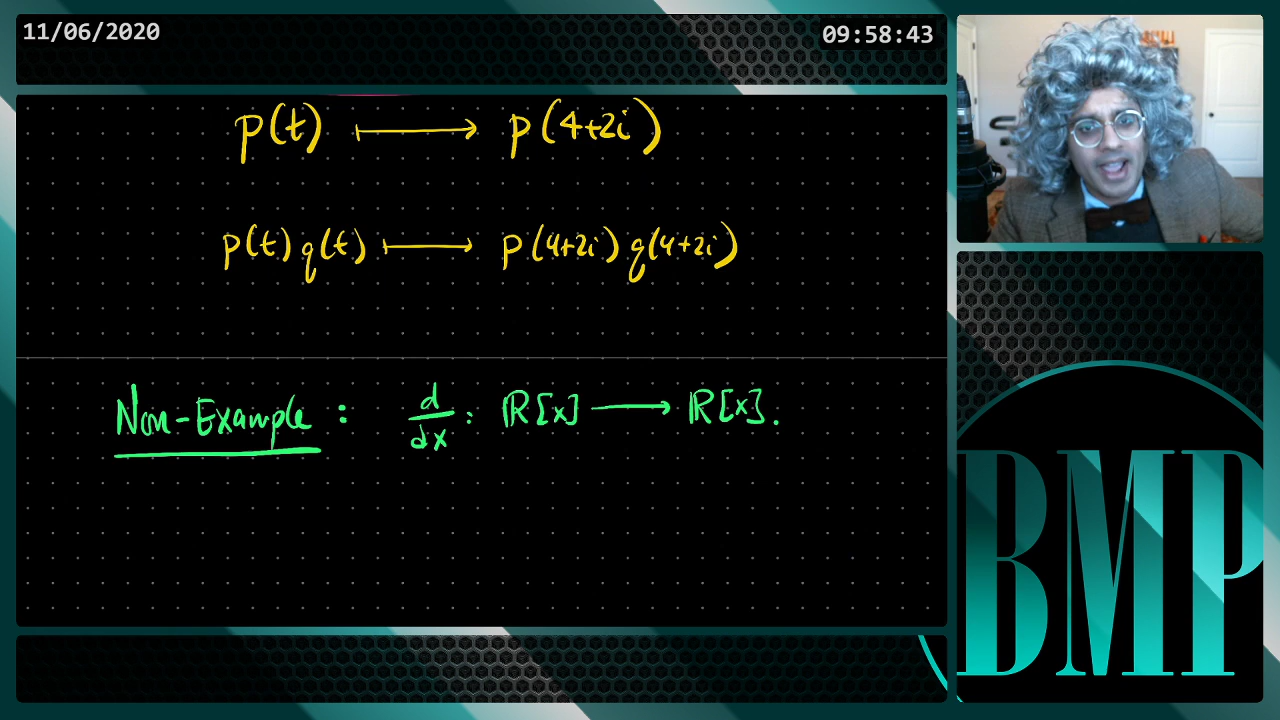 11/06/2020
09:58:43
p(t) ⟼ p(4+2i)
p(t) q(t) ⟼ p(4+2i) q(4+2i)
Non-Example : d/dx : ℝ[x] ⟶ ℝ[x].
BMP